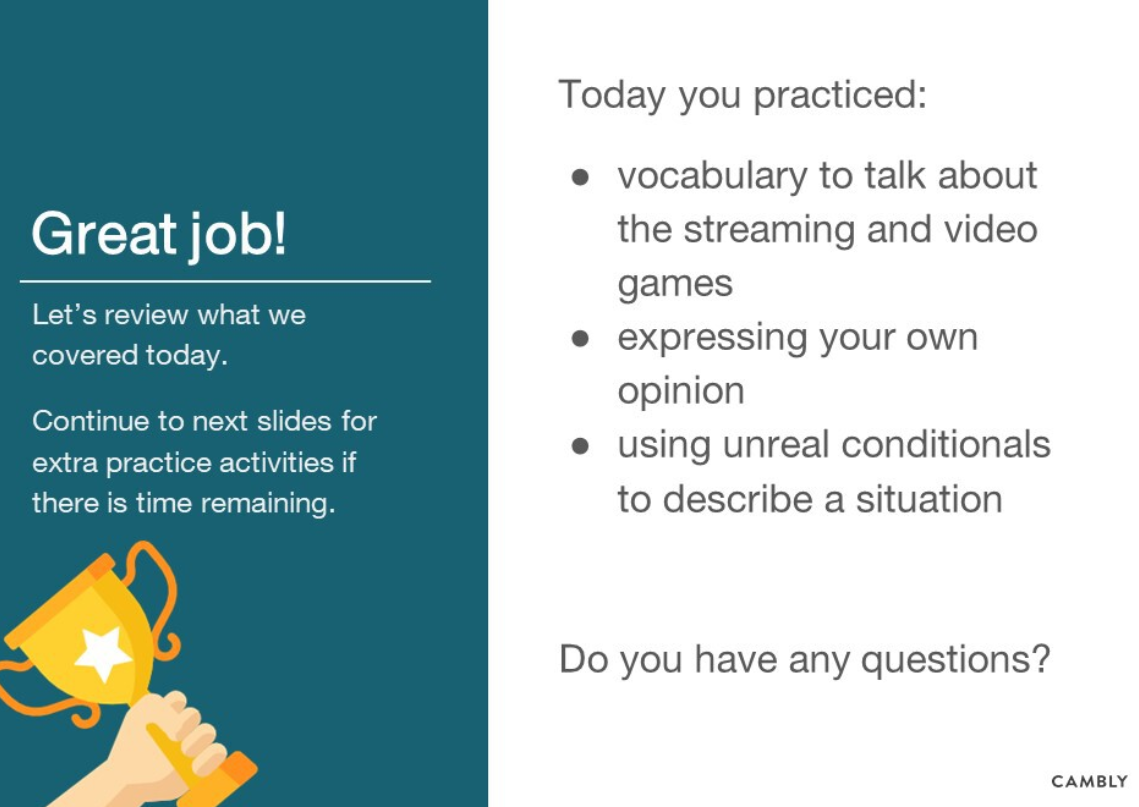 Great job!
Let's review what we
covered today.
Continue to next slides for
extra practice activities if
there is time remaining.
Today you practiced:
● vocabulary to talk about
the streaming and video
games
● expressing your own
opinion
● using unreal conditionals
to describe a situation
Do you have any questions?
CAMBLY